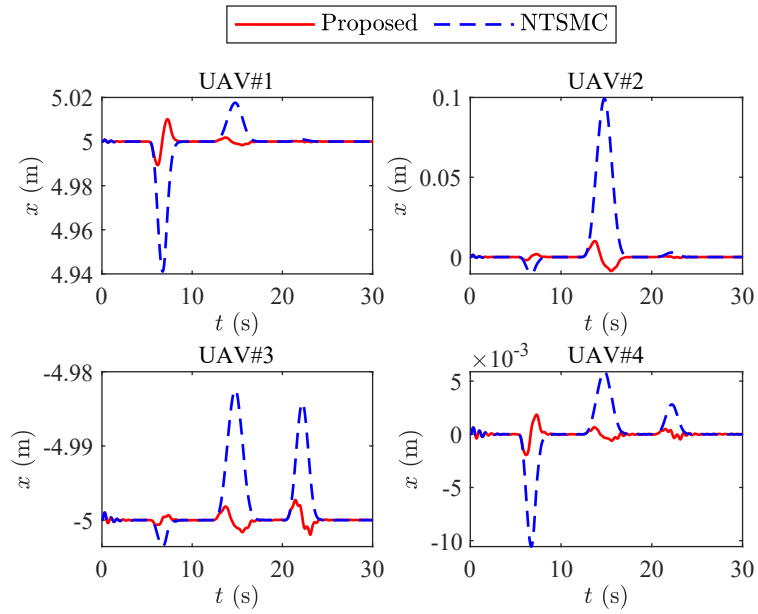 Proposed NTSMC
UAV#1
5.02
5
4.98
4.96
4.94
x (m)
0 10 20 30
t (s)
UAV#2
0.1
0.05
0
x (m)
0 10 20 30
t (s)
UAV#3
-4.98
-4.99
-5
x (m)
0 10 20 30
t (s)
×10⁻³ UAV#4
5
0
-5
-10
x (m)
0 10 20 30
t (s)